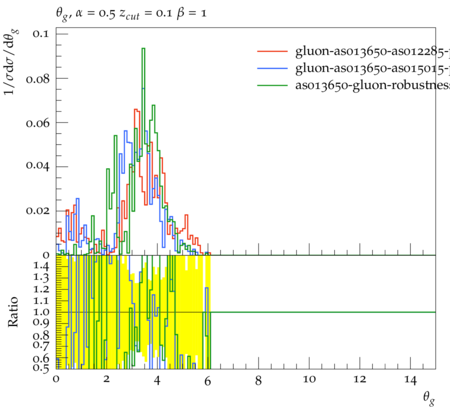 θg, α = 0.5 zcut = 0.1 β = 1
1/σdσ/dθg
0.1
0.08
0.06
0.04
0.02
0
gluon-aso13650-aso12285-
gluon-aso13650-aso15015-
aso13650-gluon-robustness
Ratio
1.4
1.3
1.2
1.1
1.0
0.9
0.8
0.7
0.6
0.5
0 2 4 6 8 10 12 14
θg